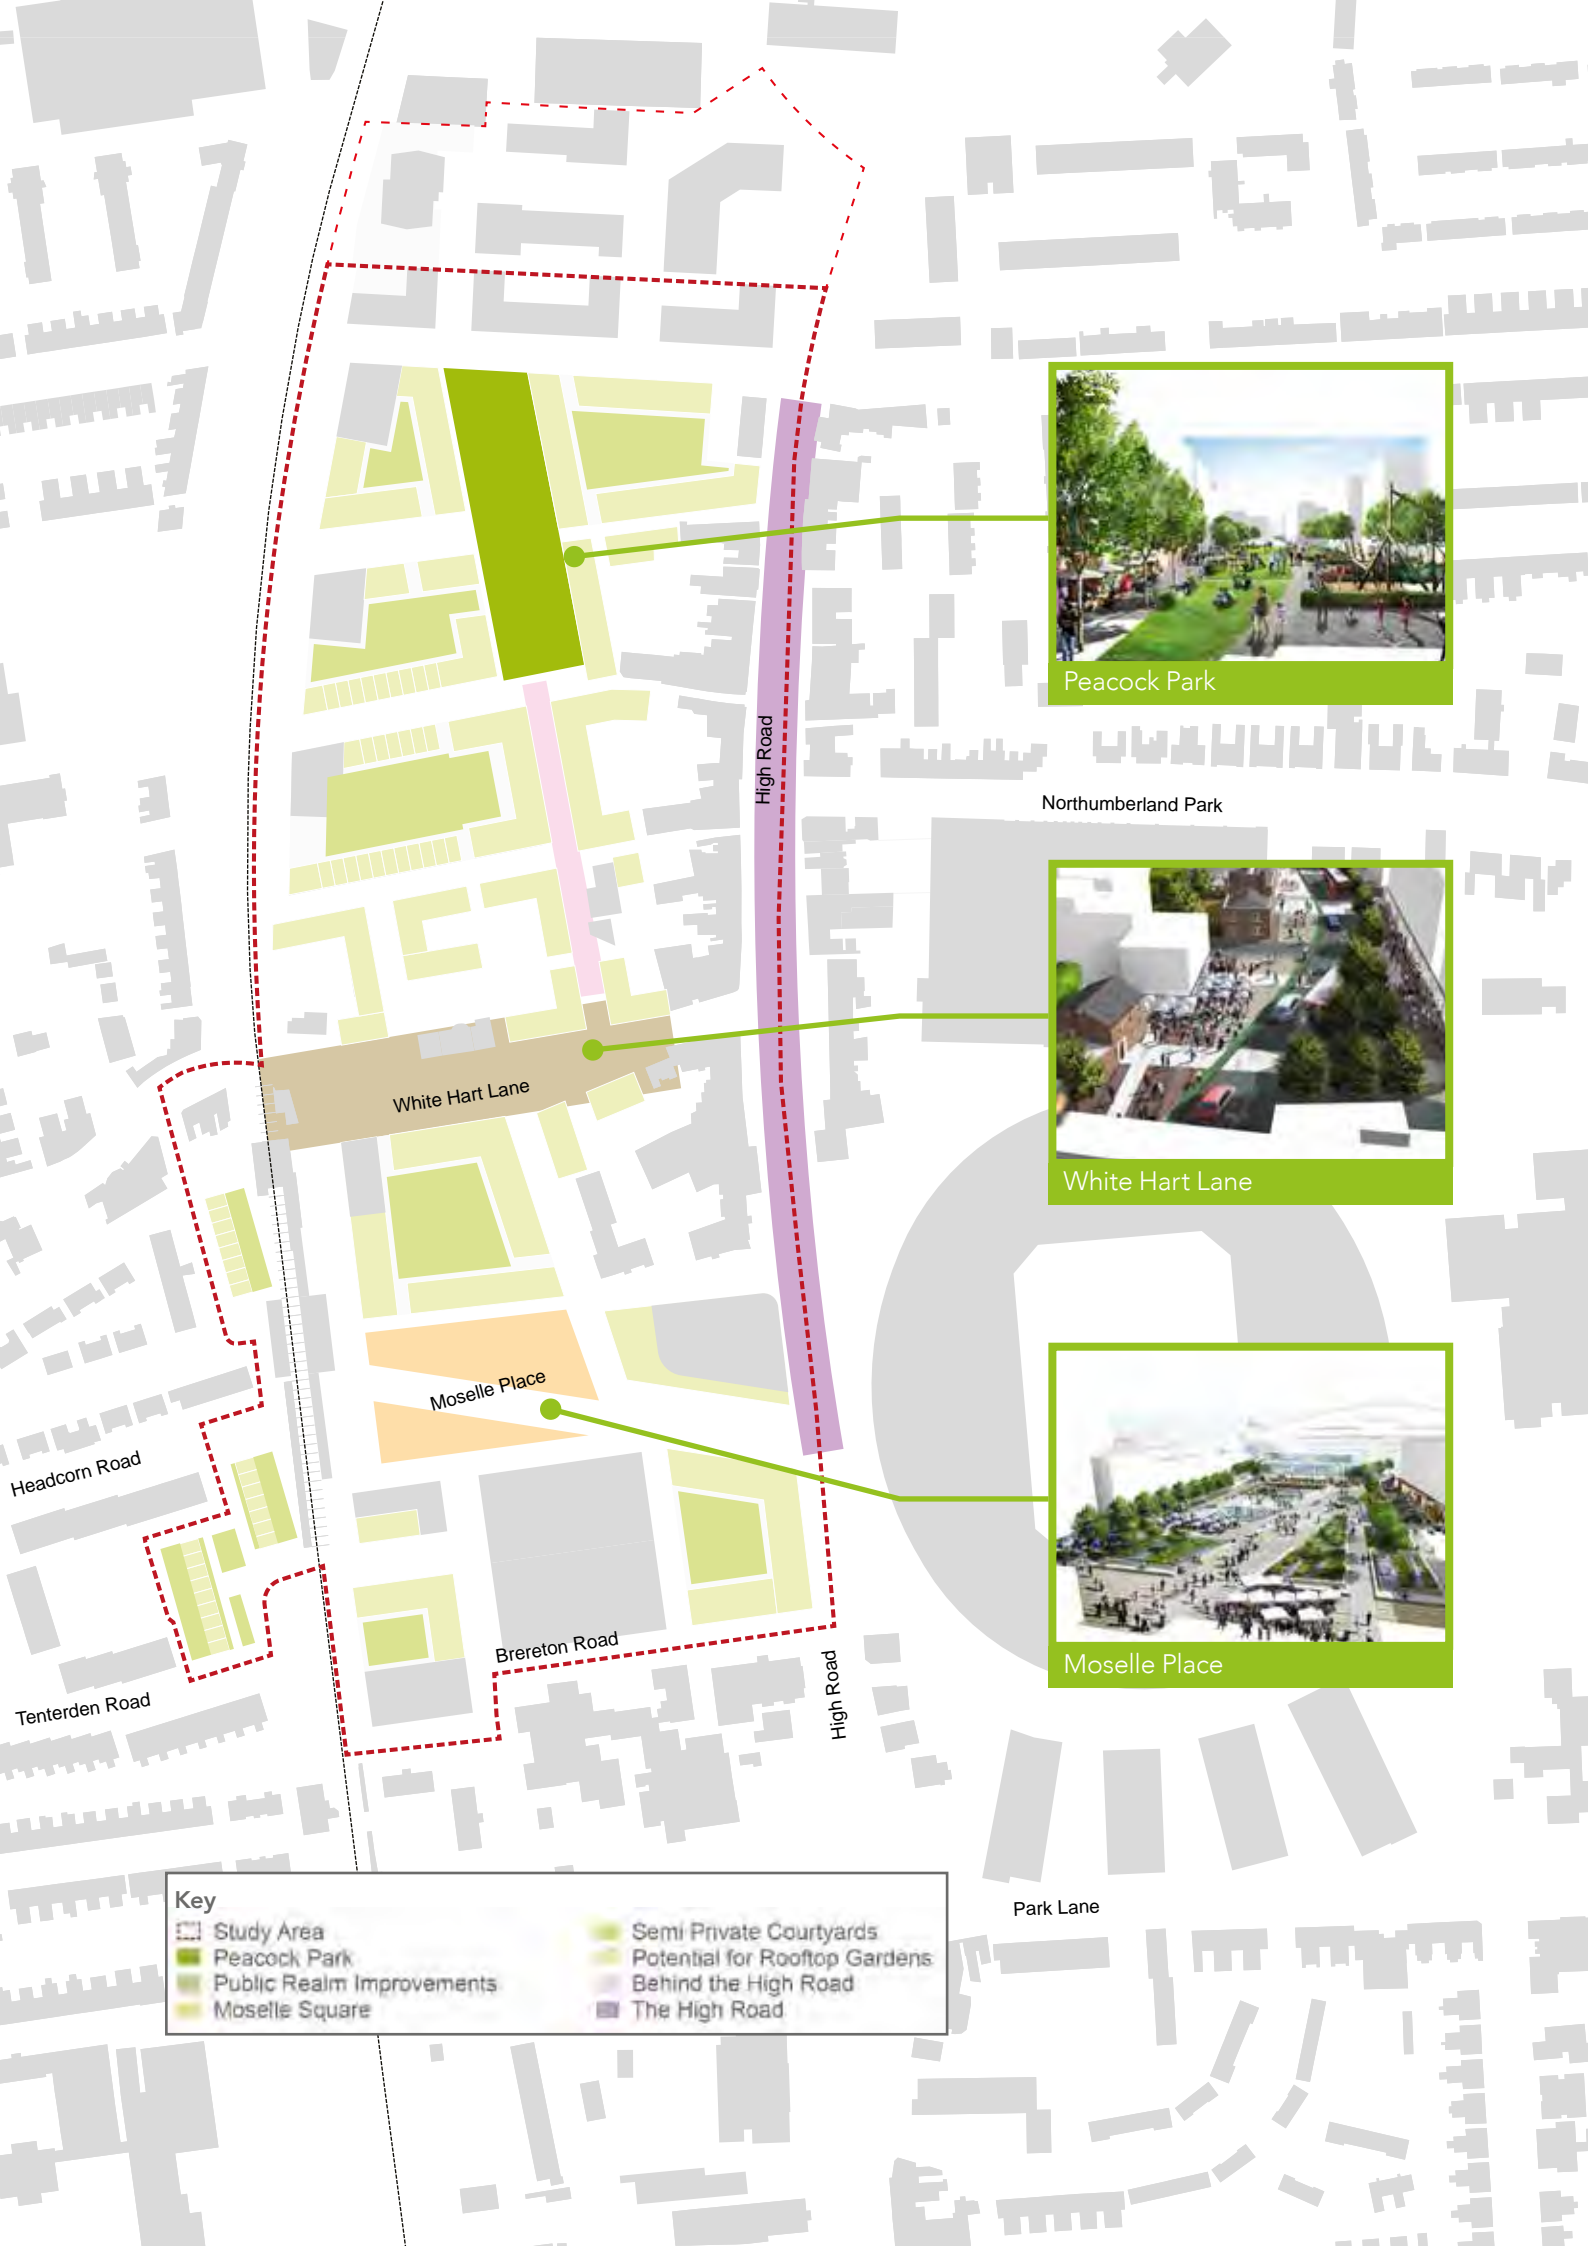 Peacock Park
High Road
Northumberland Park
White Hart Lane
White Hart Lane
Moselle Place
Headcorn Road
Brereton Road
Moselle Place
High Road
Tenterden Road
Park Lane
Key
Study Area
Peacock Park
Public Realm Improvements
Moselle Square
Semi Private Courtyards
Potential for Rooftop Gardens
Behind the High Road
The High Road